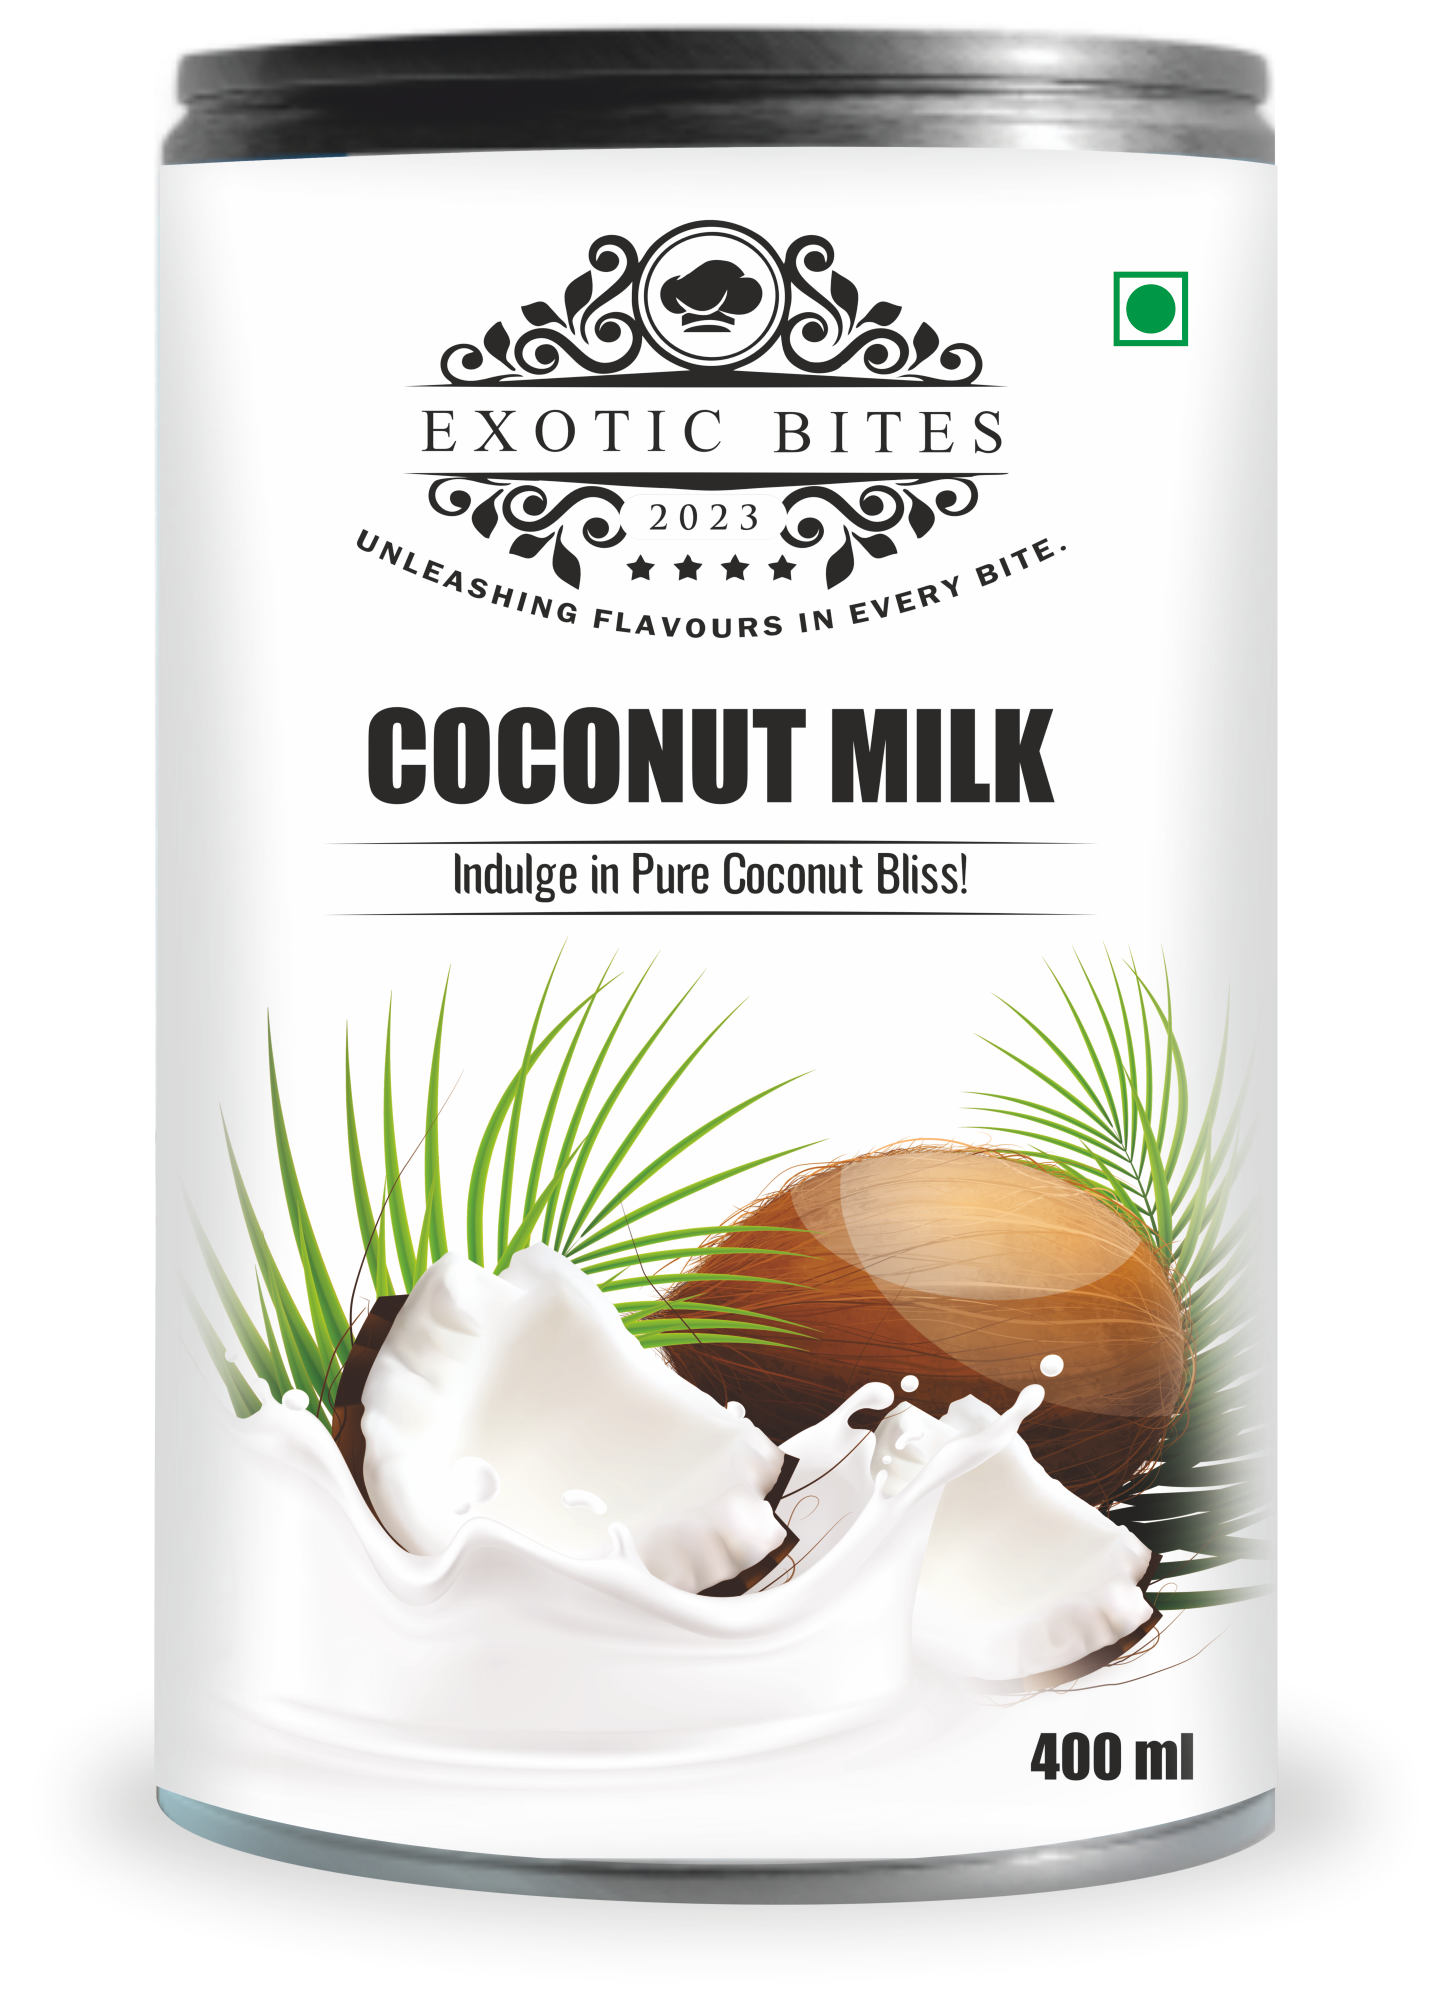 EXOTIC BITES
2023
UNLEASHING FLAVOURS IN EVERY BITE.
COCONUT MILK
Indulge in Pure Coconut Bliss!
400 ml